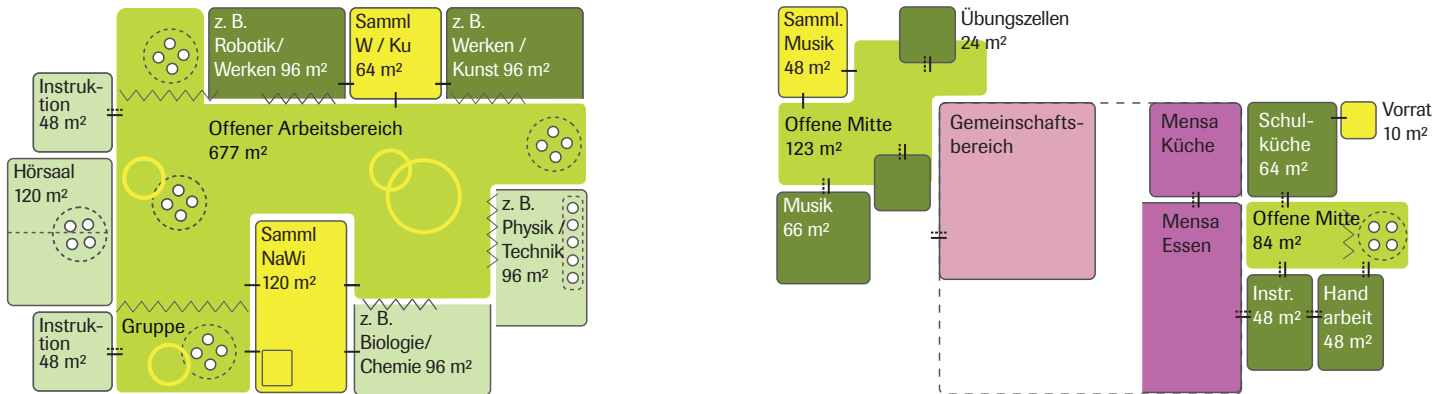 z. B.
Robotik/
Werken 96 m²
Samml
W / Ku
64 m²
z. B.
Werken /
Kunst 96 m²
Instruk-
tion
48 m²
Offener Arbeitsbereich
677 m²
Hörsaal
120 m²
z. B.
Physik /
Technik
96 m²
Samml
NaWi
120 m²
Instruk-
tion
48 m²
Gruppe
z. B.
Biologie/
Chemie 96 m²
Samml.
Musik
48 m²
Übungszellen
24 m²
Offene Mitte
123 m²
Musik
66 m²
Gemeinschafts-
bereich
Mensa
Küche
Mensa
Essen
Schul-
küche
64 m²
Vorrat
10 m²
Offene Mitte
84 m²
Instr.
48 m²
Hand
arbeit
48 m²